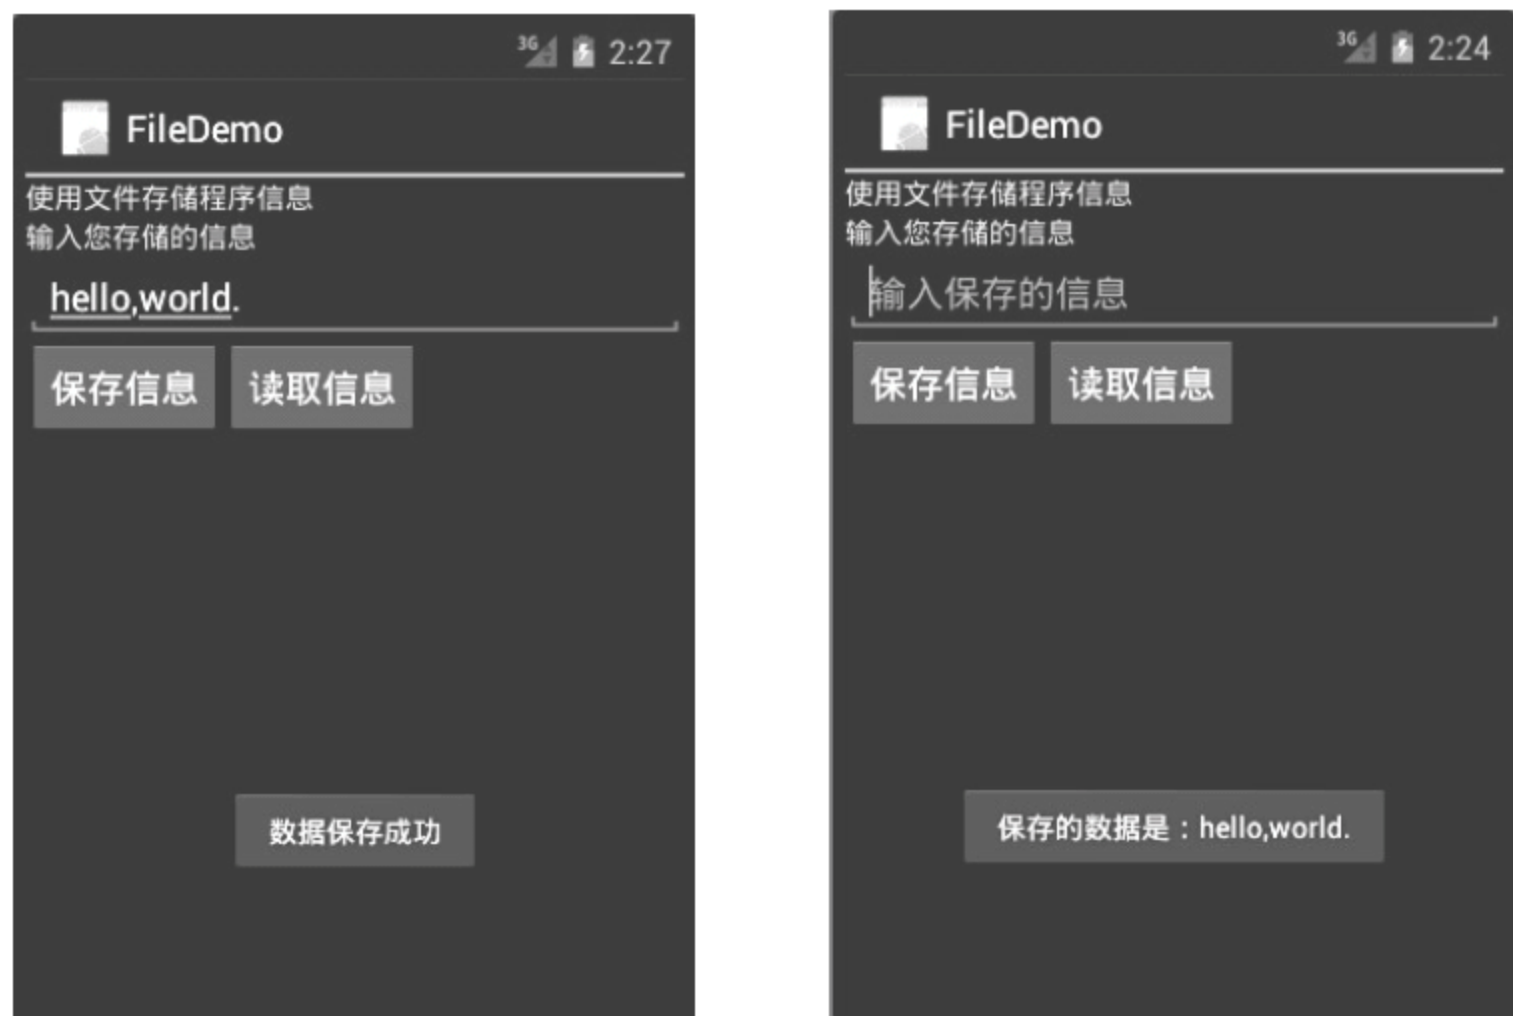 3G 2:27
FileDemo
使用文件存储程序信息
输入您存储的信息
hello,world.
保存信息 读取信息
数据保存成功
3G 2:24
FileDemo
使用文件存储程序信息
输入您存储的信息
输入保存的信息
保存信息 读取信息
保存的数据是：hello,world.